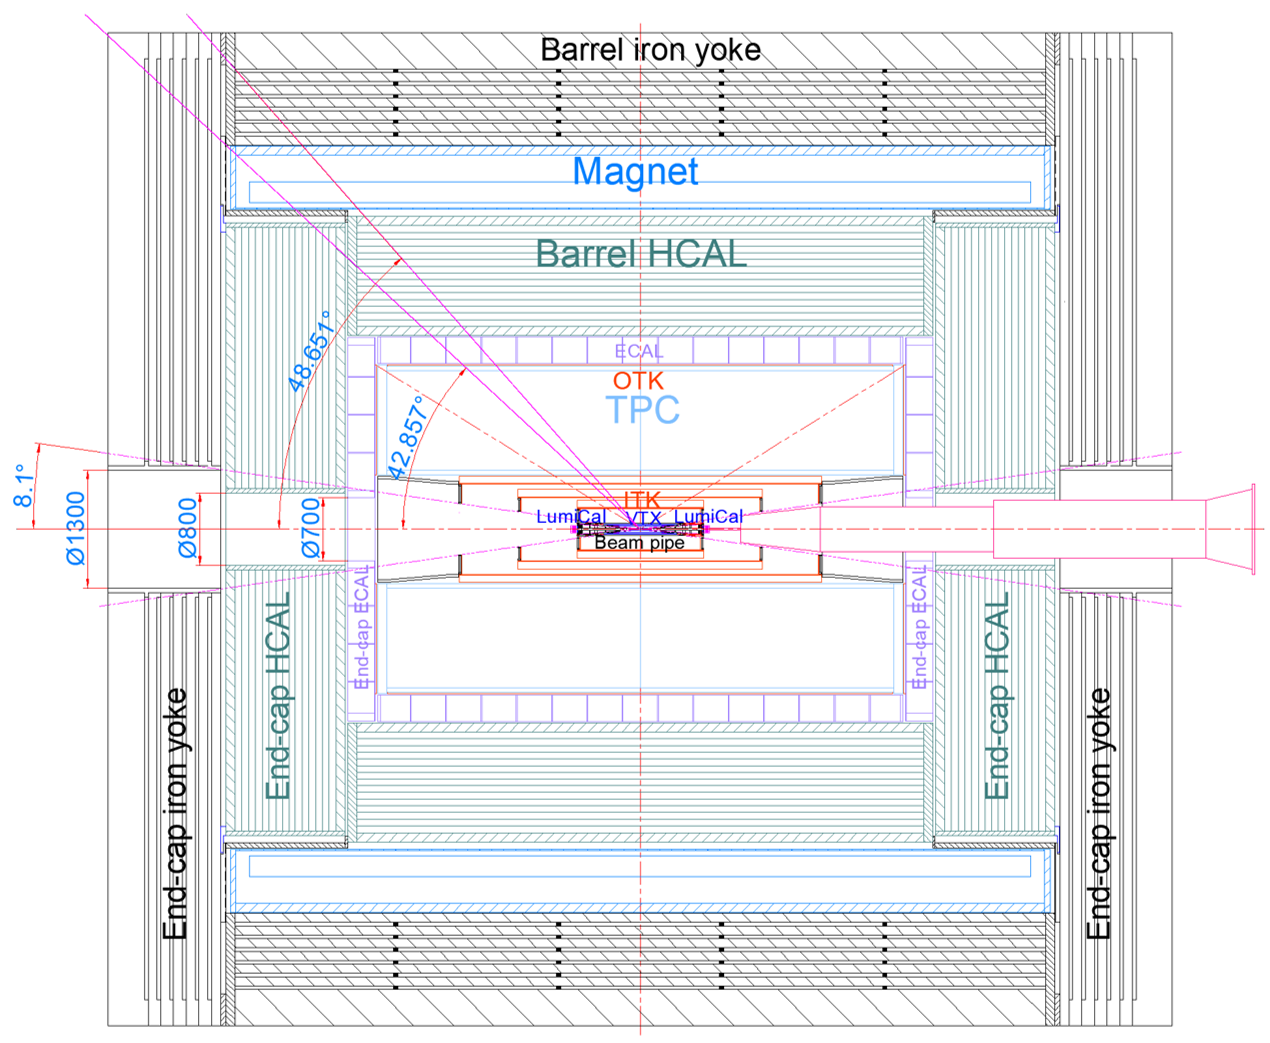 Barrel iron yoke
Magnet
Barrel HCAL
48.651°
ECAL
OTK
TPC
42.857°
8.1°
Ø1300
Ø800
Ø700
ITK
LumiCal VTX LumiCal
Beam pipe
End-cap iron yoke
End-cap HCAL
End-cap ECAL
End-cap ECAL
End-cap HCAL
End-cap iron yoke